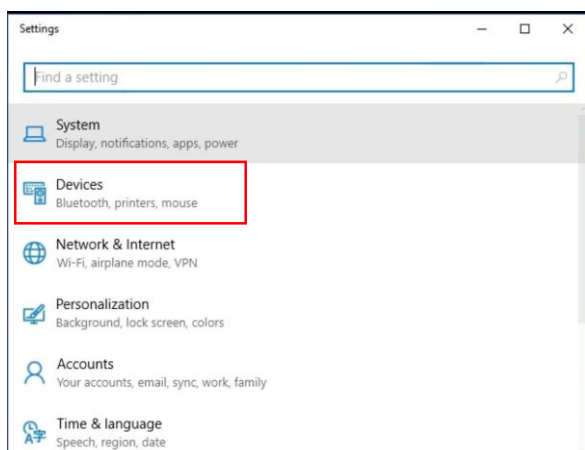 Settings
Find a setting
System
Display, notifications, apps, power
Devices
Bluetooth, printers, mouse
Network & Internet
Wi-Fi, airplane mode, VPN
Personalization
Background, lock screen, colors
Accounts
Your accounts, email, sync, work, family
Time & language
Speech, region, date